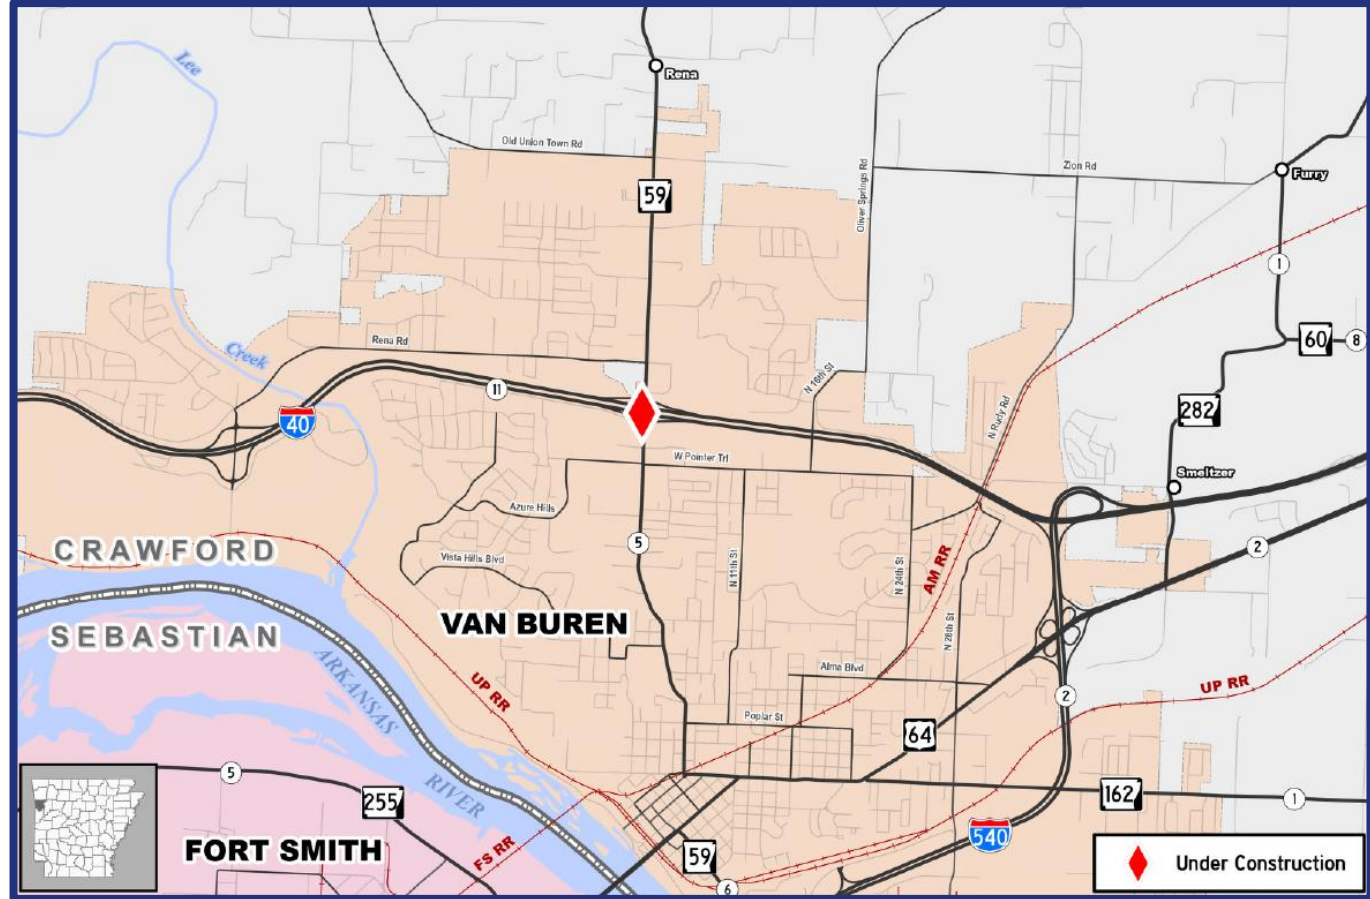 Lee
Rena
Old Union Town Rd
Oliver Springs Rd
Zion Rd
Furry
59
1
Rena Rd
Creek
60
8
11
N 16th St
40
282
N Rudy Rd
W Pointer Trl
Smeltzer
Azure Hills
5
2
CRAWFORD
Vista Hills Blvd
N 11th St
N 24th St
AM RR
N 28th St
VAN BUREN
SEBASTIAN
ARKANSAS
RIVER
UP RR
Alma Blvd
2
UP RR
Poplar St
64
5
255
162
1
540
FORT SMITH
FS RR
59
6
Under Construction